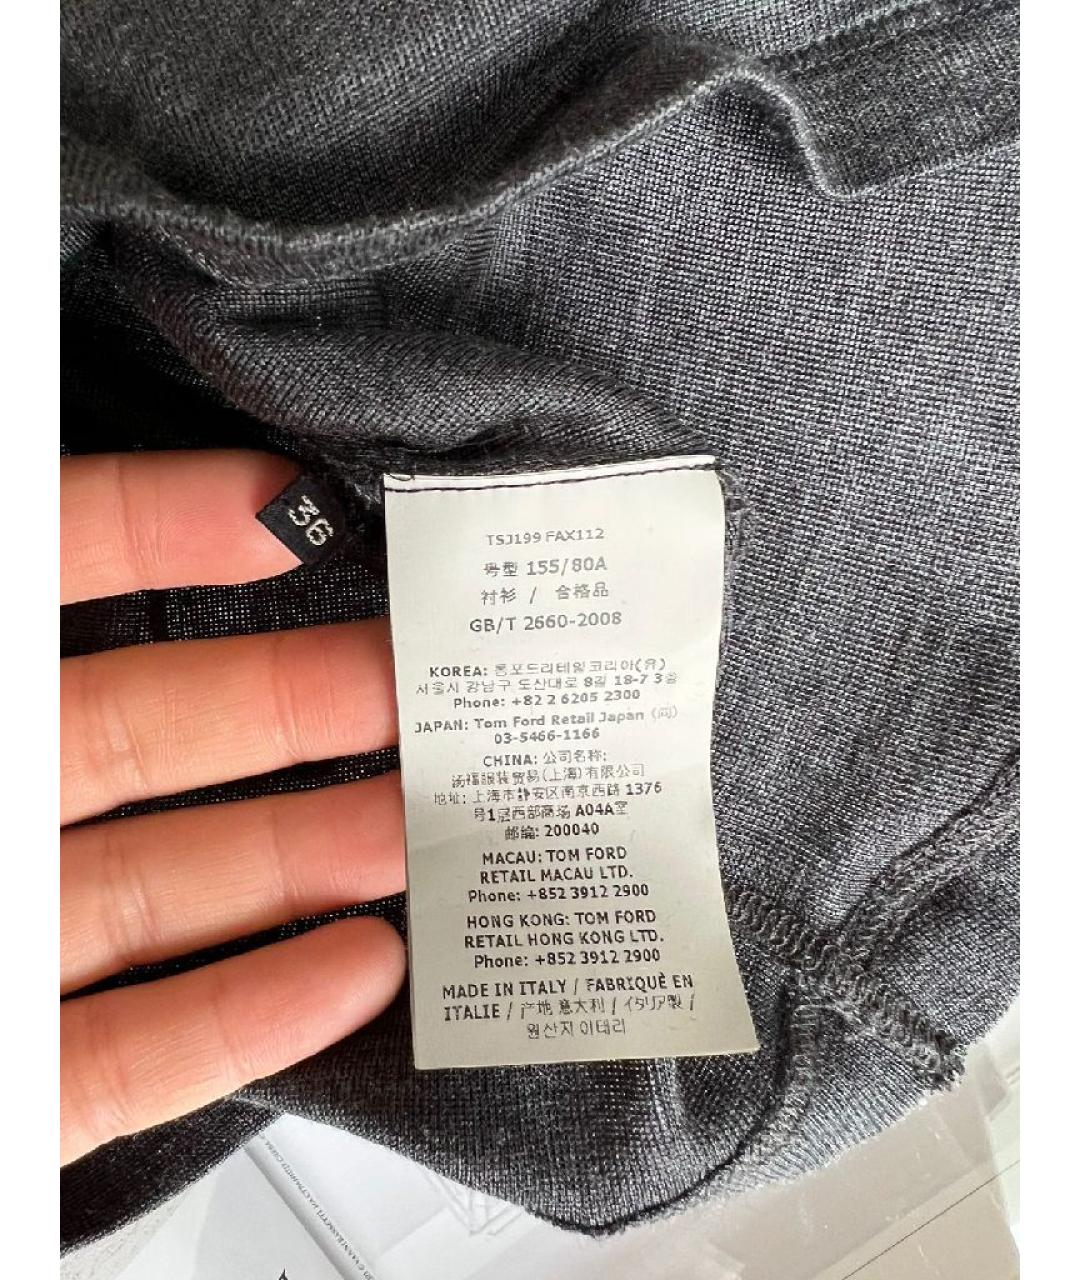 36
TSJ199 FAX112
号型 155/80A
衬衫 / 合格品
GB/T 2660-2008
KOREA: 톰포드리테일코리아(유)
서울시 강남구 도산대로 8길 18-7 3층
Phone: +82 2 6205 2300
JAPAN: Tom Ford Retail Japan (同)
03-5466-1166
CHINA: 公司名称:
汤福服装贸易(上海)有限公司
地址: 上海市静安区南京西路 1376
号1层西部商场 A04A室
邮编: 200040
MACAU: TOM FORD
RETAIL MACAU LTD.
Phone: +852 3912 2900
HONG KONG: TOM FORD
RETAIL HONG KONG LTD.
Phone: +852 3912 2900
MADE IN ITALY / FABRIQUÈ EN
ITALIE / 产地 意大利 / イタリア製 /
원산지 이태리